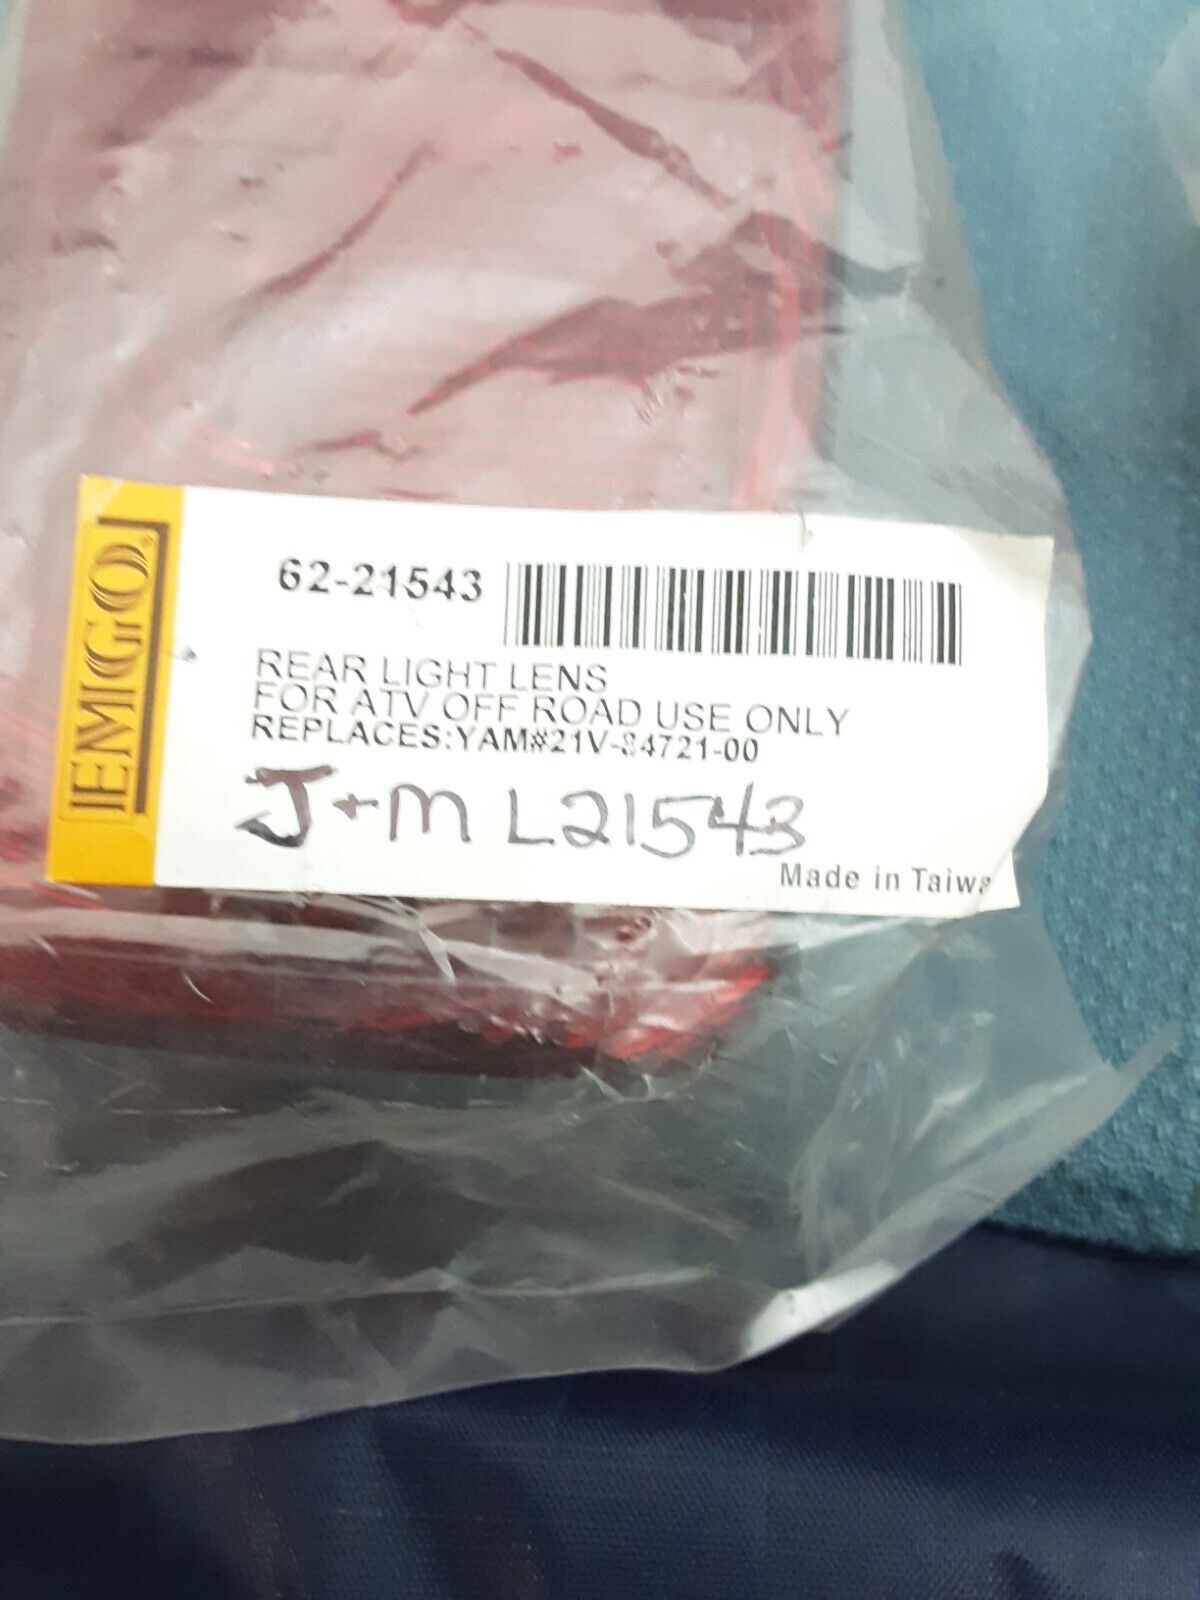 EMGO®
62-21543
REAR LIGHT LENS
FOR ATV OFF ROAD USE ONLY
REPLACES:YAM#21V-84721-00
J+M L21543
Made in Taiwa